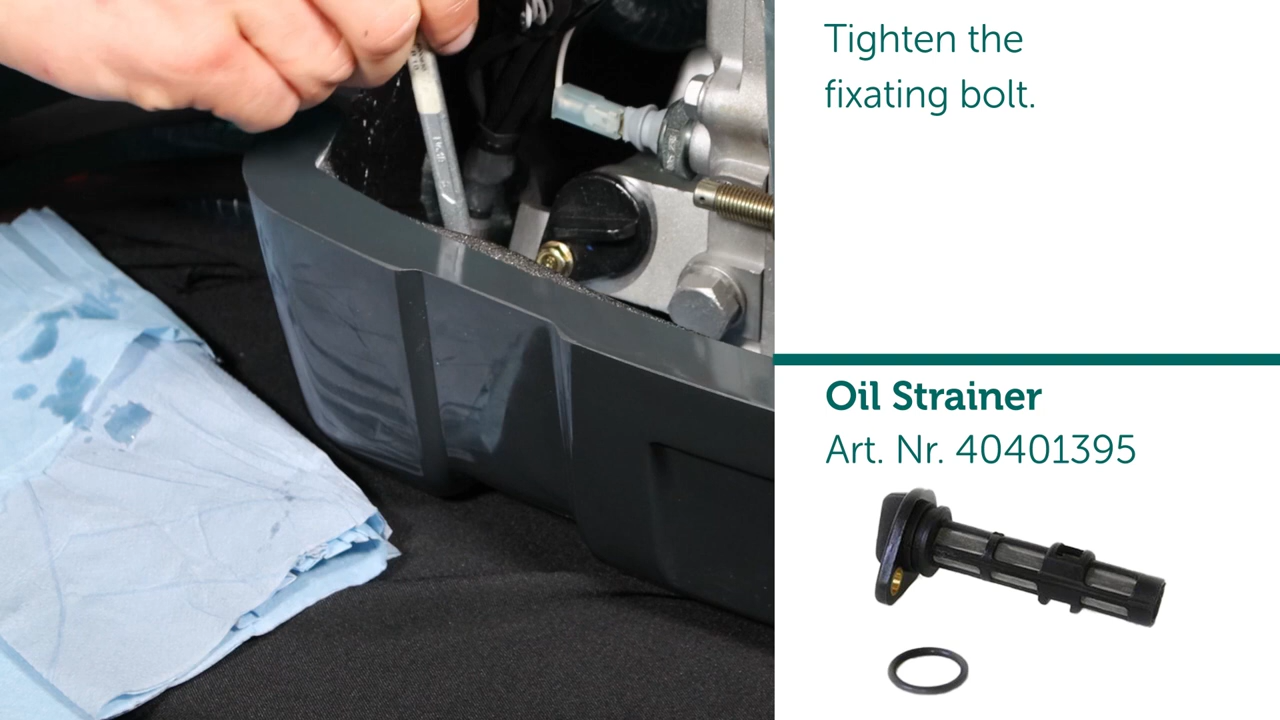 Tighten the
fixating bolt.
Oil Strainer
Art. Nr. 40401395